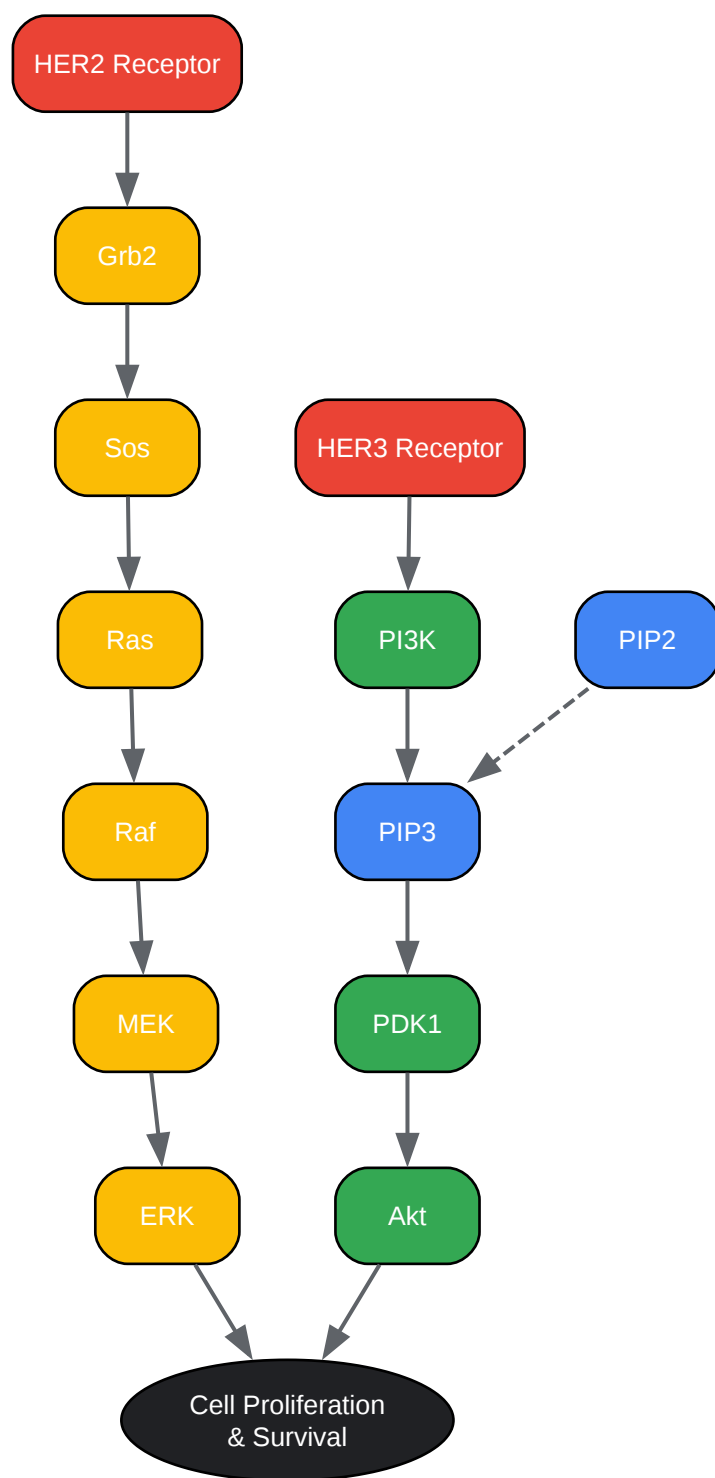 HER2 Receptor
Grb2
Sos
HER3 Receptor
Ras
PI3K
PIP2
Raf
PIP3
MEK
PDK1
ERK
Akt
Cell Proliferation
& Survival